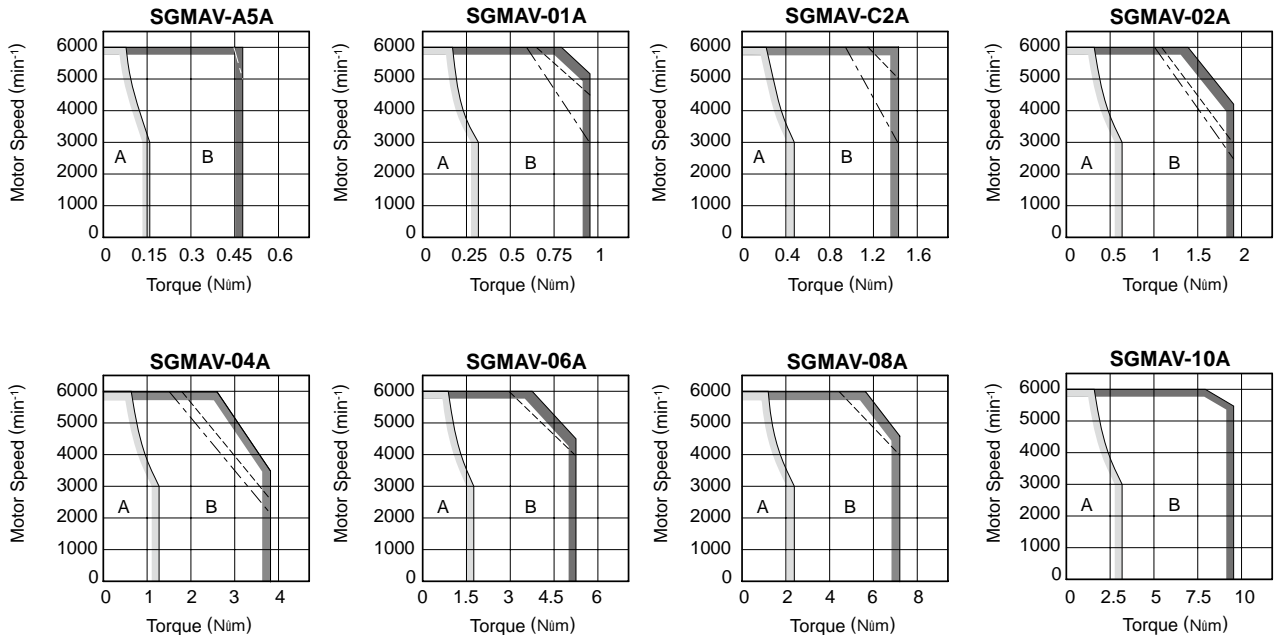 SGMAV-A5A
Motor Speed (min-1)
6000
5000
4000
3000
2000
1000
0
A
B
0 0.15 0.3 0.45 0.6
Torque (Nùm)
SGMAV-01A
Motor Speed (min-1)
6000
5000
4000
3000
2000
1000
0
A
B
0 0.25 0.5 0.75 1
Torque (Nùm)
SGMAV-C2A
Motor Speed (min-1)
6000
5000
4000
3000
2000
1000
0
A
B
0 0.4 0.8 1.2 1.6
Torque (Nùm)
SGMAV-02A
Motor Speed (min-1)
6000
5000
4000
3000
2000
1000
0
A
B
0 0.5 1 1.5 2
Torque (Nùm)
SGMAV-04A
Motor Speed (min-1)
6000
5000
4000
3000
2000
1000
0
A
B
0 1 2 3 4
Torque (Nùm)
SGMAV-06A
Motor Speed (min-1)
6000
5000
4000
3000
2000
1000
0
A
B
0 1.5 3 4.5 6
Torque (Nùm)
SGMAV-08A
Motor Speed (min-1)
6000
5000
4000
3000
2000
1000
0
A
B
0 2 4 6 8
Torque (Nùm)
SGMAV-10A
Motor Speed (min-1)
6000
5000
4000
3000
2000
1000
0
A
B
0 2.5 5 7.5 10
Torque (Nùm)